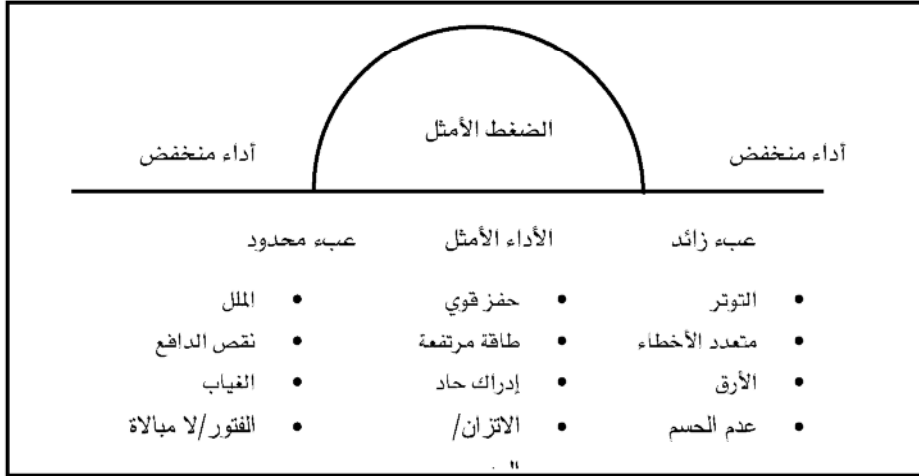 الضغط الأمثل
أداء منخفض أداء منخفض
عبء زائد الأداء الأمثل عبء محدود
• التوتر • حفز قوي • الملل
• متعدد الأخطاء • طاقة مرتفعة • نقص الدافع
• الأرق • إدراك حاد • الغياب
• عدم الحسم • الاتزان/ • الفتور/لا مبالاة